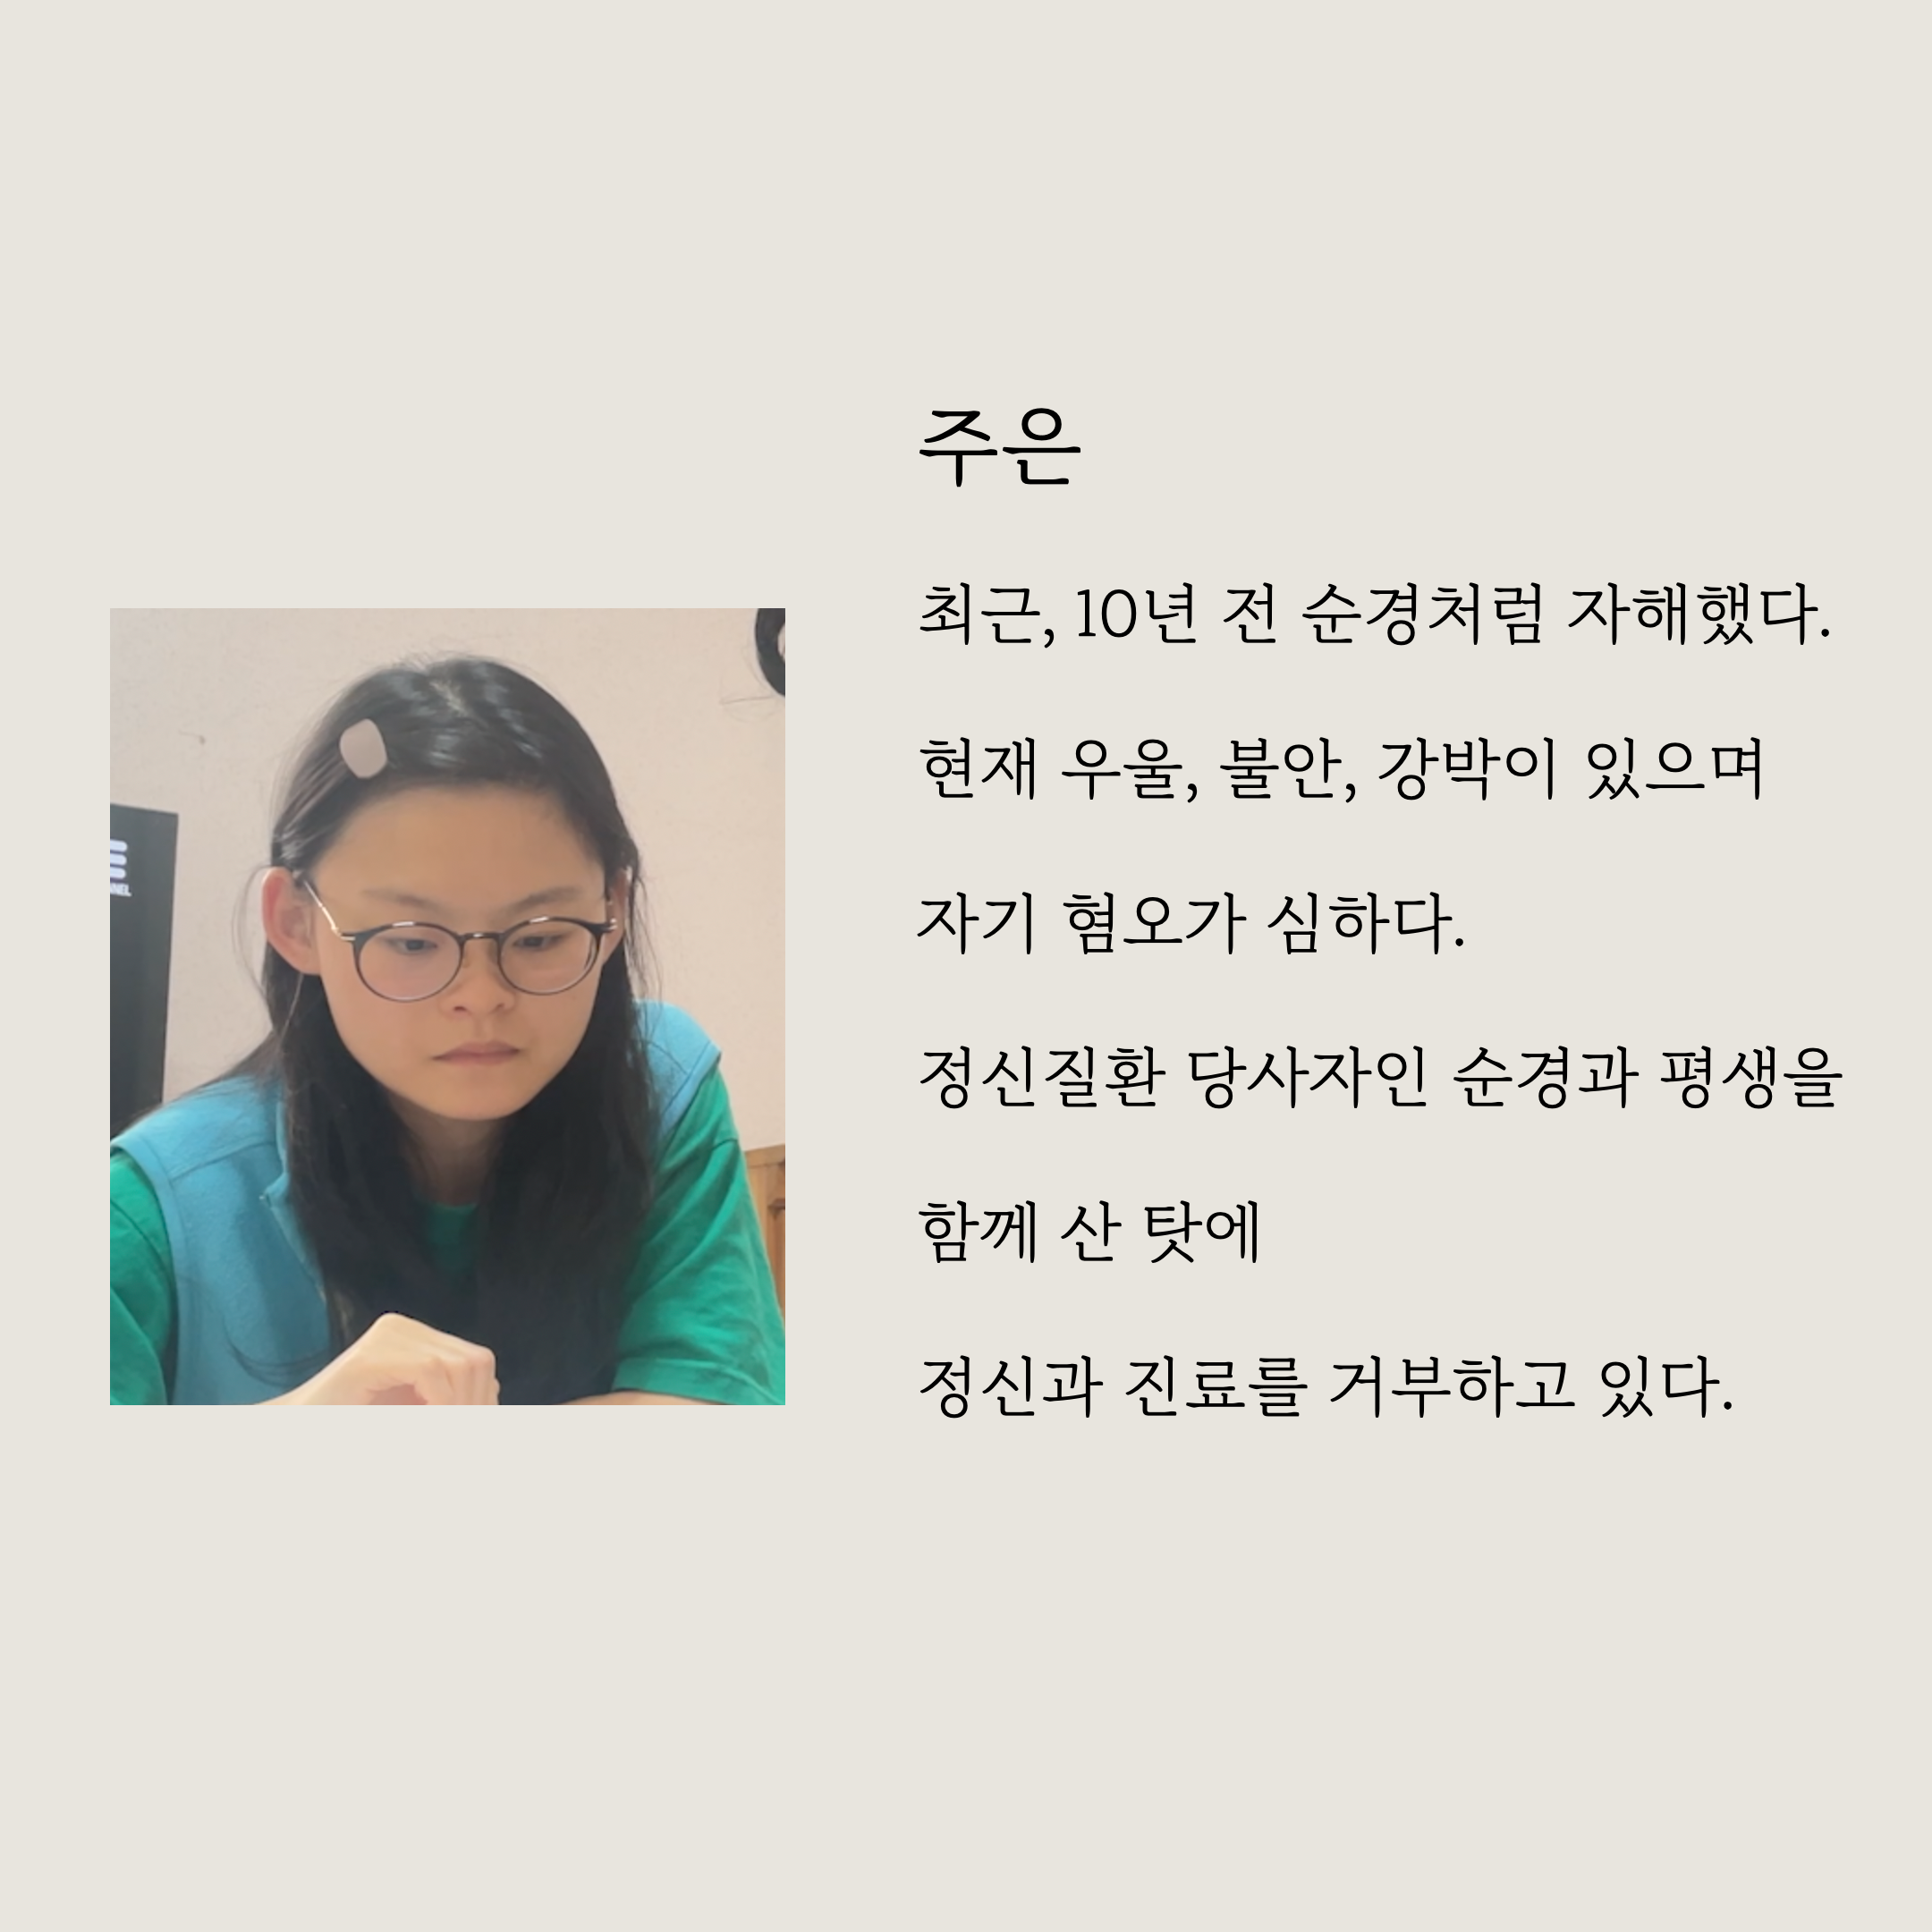 주은
최근, 10년 전 순경처럼 자해했다.
현재 우울, 불안, 강박이 있으며
자기 혐오가 심하다.
정신질환 당사자인 순경과 평생을
함께 산 탓에
정신과 진료를 거부하고 있다.